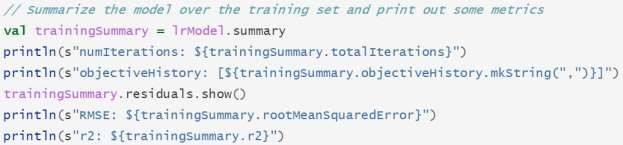 // Summarize the model over the training set and print out some metrics
val trainingSummary = lrModel.summary
println(s"numIterations: ${trainingSummary.totalIterations}")
println(s"objectiveHistory: [${trainingSummary.objectiveHistory.mkString(",")}]")
trainingSummary.residuals.show()
println(s"RMSE: ${trainingSummary.rootMeanSquaredError}")
println(s"r2: ${trainingSummary.r2}")